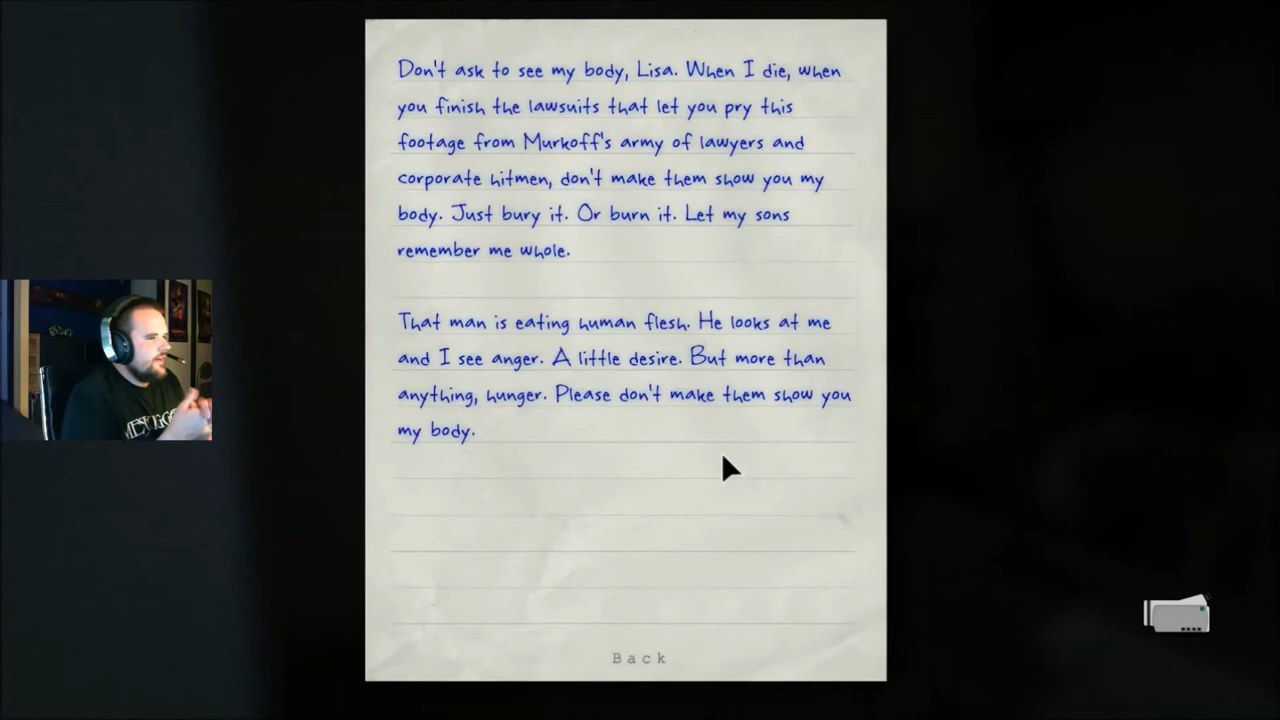 Don't ask to see my body, Lisa. When I die, when
you finish the lawsuits that let you pry this
footage from Murkoff's army of lawyers and
corporate hitmen, don't make them show you my
body. Just bury it. Or burn it. Let my sons
remember me whole.
That man is eating human flesh. He looks at me
and I see anger. A little desire. But more than
anything, hunger. Please don't make them show you
my body.
Back